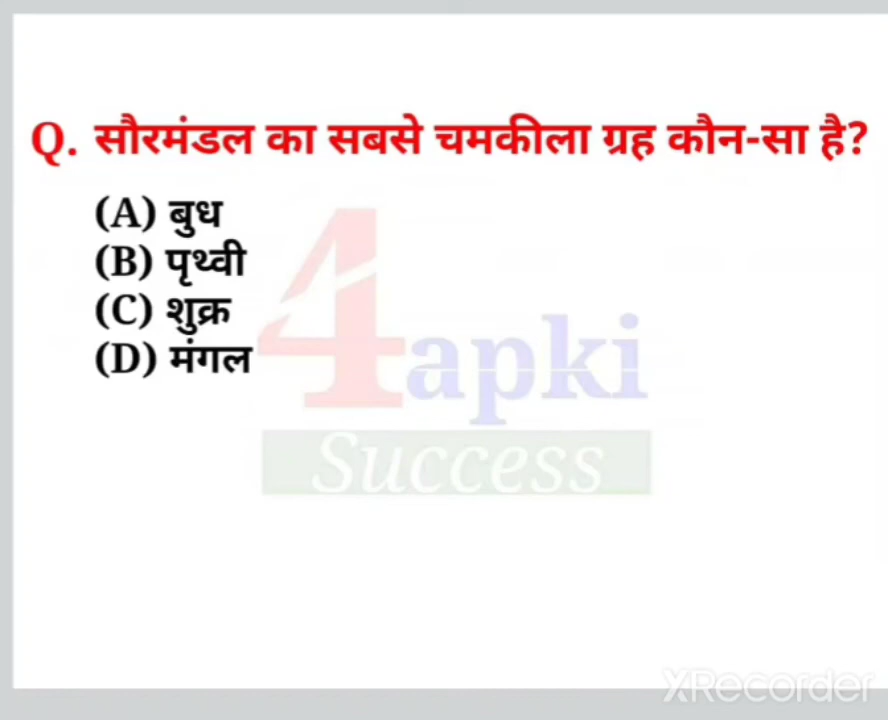 Q. सौरमंडल का सबसे चमकीला ग्रह कौन-सा है?
(A) बुध
(B) पृथ्वी
(C) शुक्र
(D) मंगल
4apki
Success
XRecorder